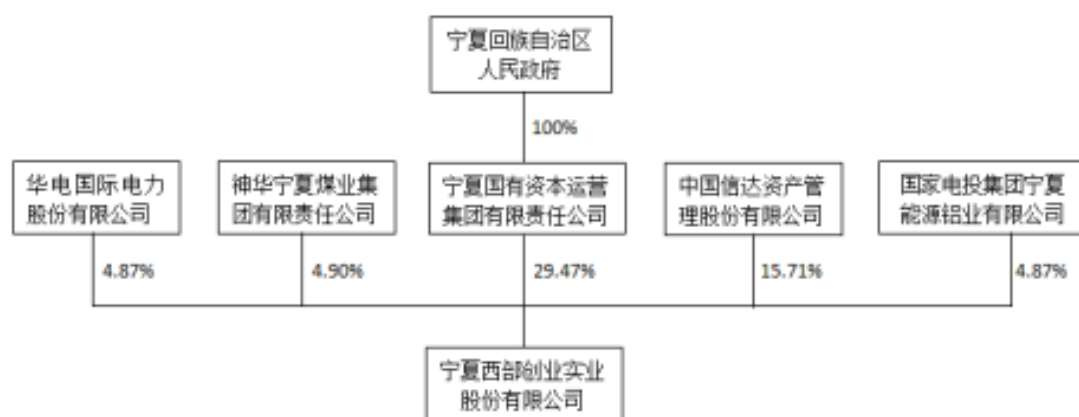 宁夏回族自治区
人民政府
100%
华电国际电力
股份有限公司
神华宁夏煤业集
团有限责任公司
宁夏国有资本运营
集团有限责任公司
中国信达资产管
理股份有限公司
国家电投集团宁夏
能源铝业有限公司
4.87%
4.90%
29.47%
15.71%
4.87%
宁夏西部创业实业
股份有限公司